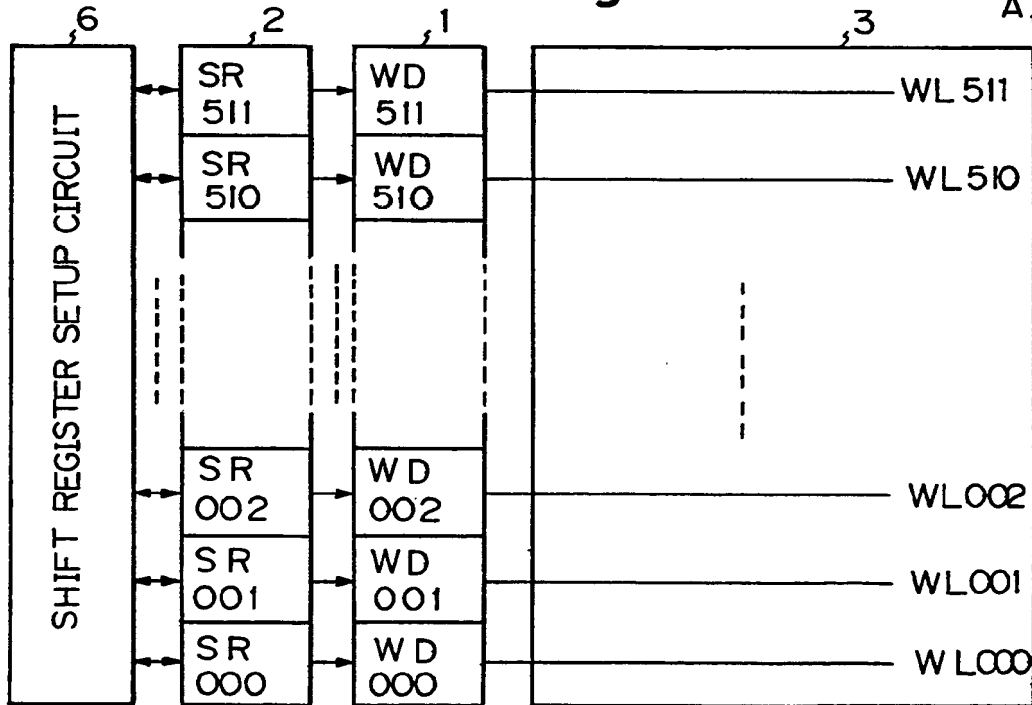 6
2
1
3
A.
SHIFT REGISTER SETUP CIRCUIT
SR
511
WD
511
WL511
SR
510
WD
510
WL510
SR
002
WD
002
WL002
SR
001
WD
001
WL001
SR
000
WD
000
WL000